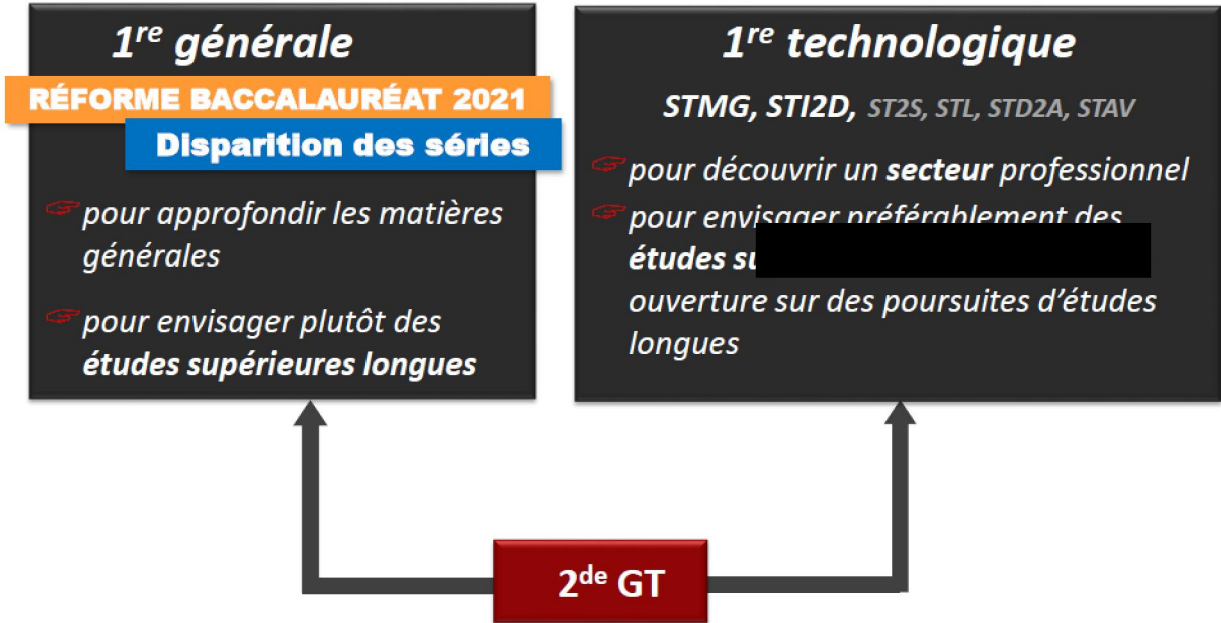 1re générale
RÉFORME BACCALAURÉAT 2021
Disparition des séries
pour approfondir les matières
générales
pour envisager plutôt des
études supérieures longues
1re technologique
STMG, STI2D, ST2S, STL, STD2A, STAV
pour découvrir un secteur professionnel
pour envisager préférablement des
études
ouverture sur des poursuites d'études
longues
2de GT